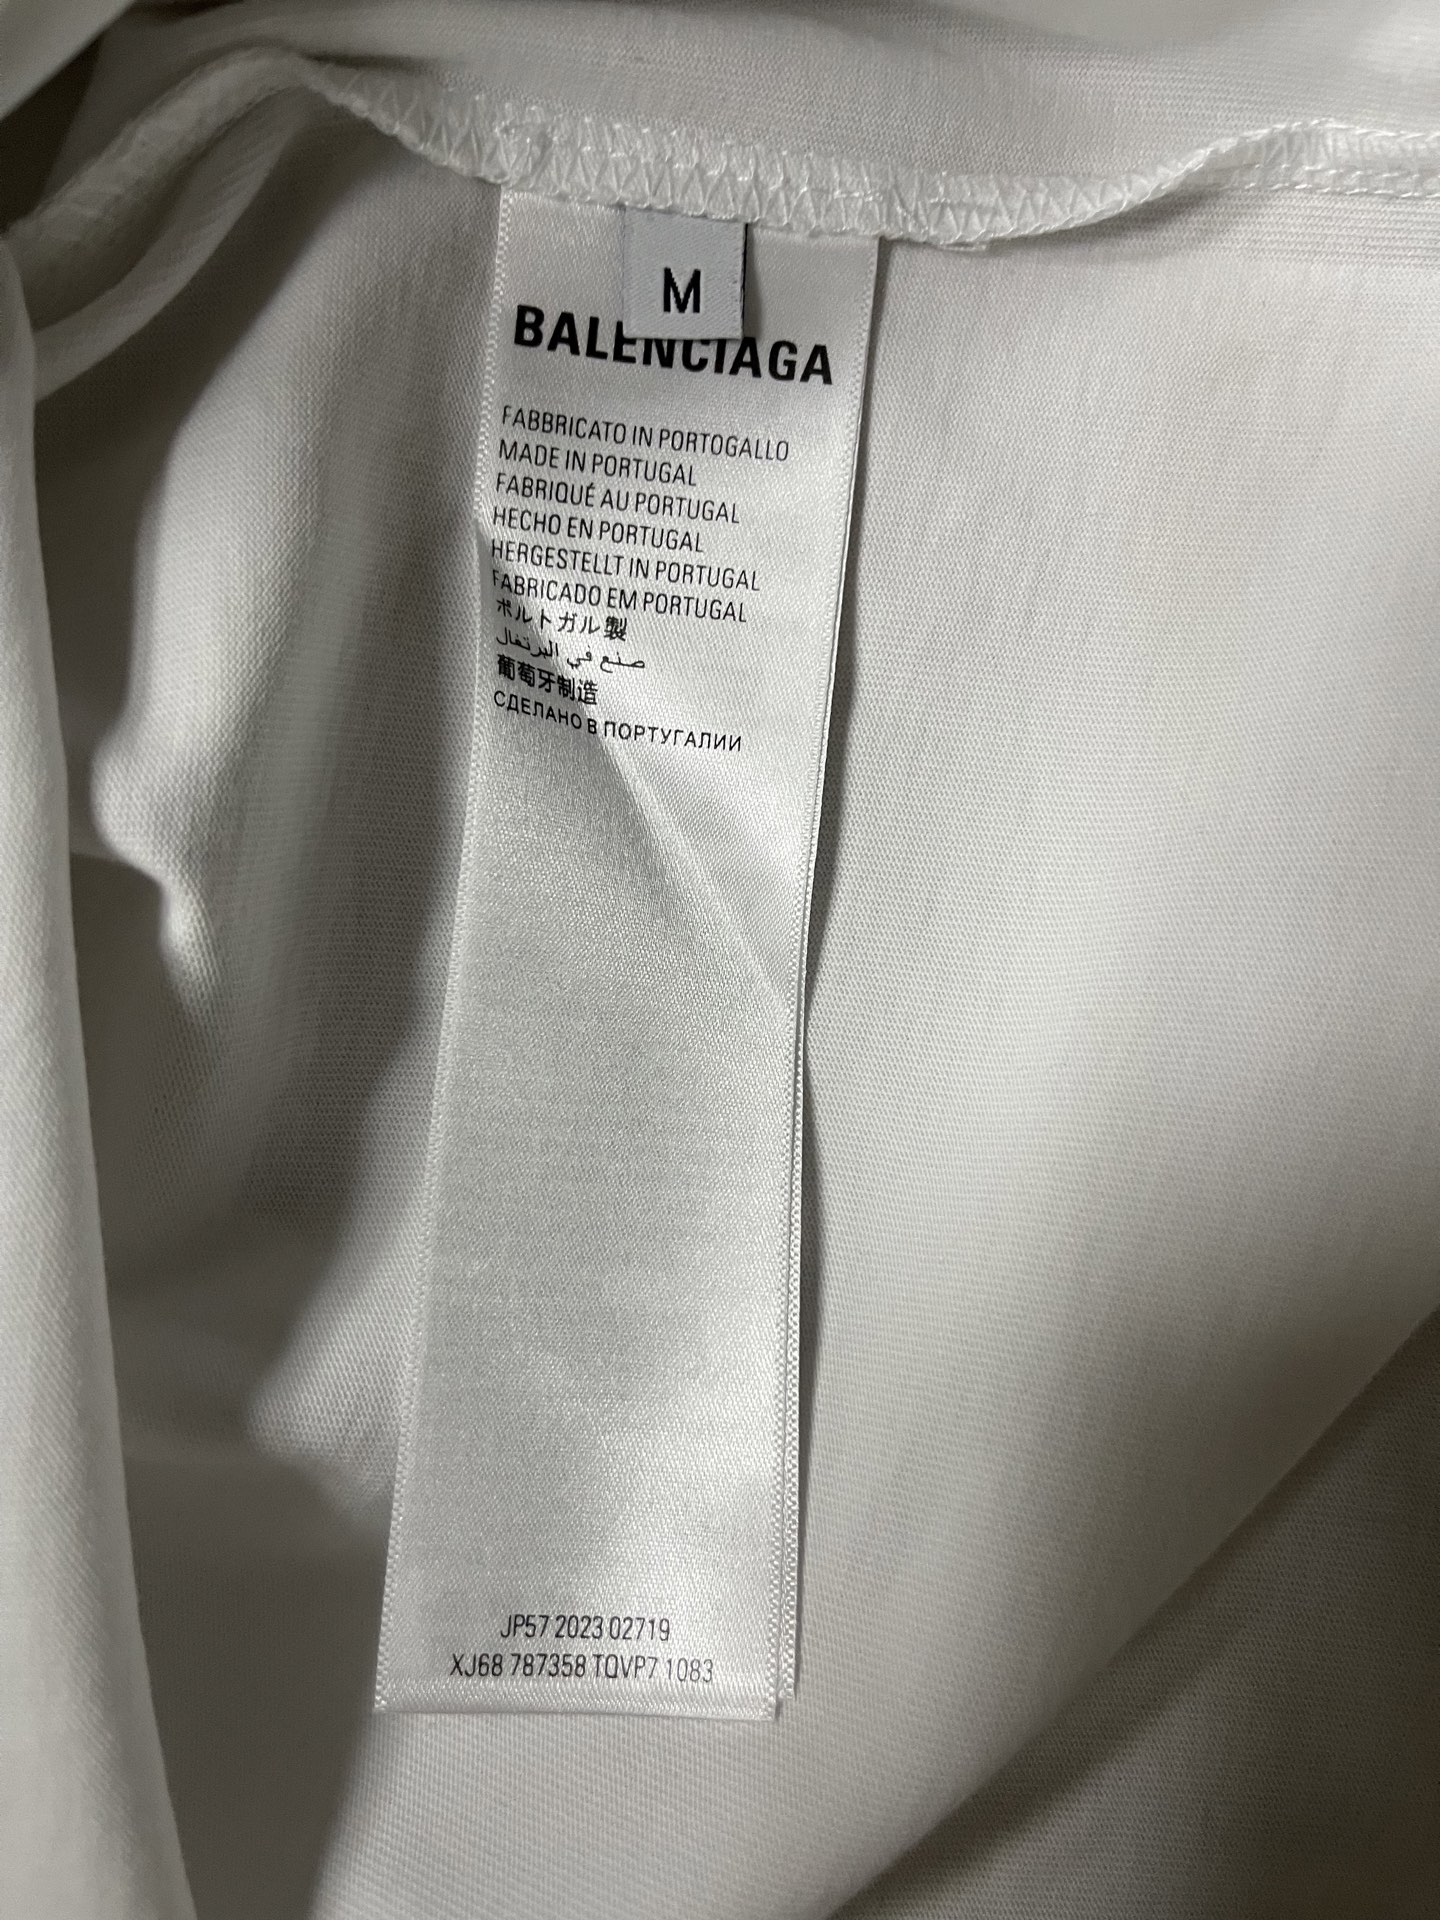 M
BALENCIAGA
FABBRICATO IN PORTOGALLO
MADE IN PORTUGAL
FABRIQUÉ AU PORTUGAL
HECHO EN PORTUGAL
HERGESTELLT IN PORTUGAL
FABRICADO EM PORTUGAL
ポルトガル製
صنع في البرتغال
葡萄牙制造
СДЕЛАНО В ПОРТУГАЛИИ
JP57 2023 02719
XJ68 787358 TQVP7 1083